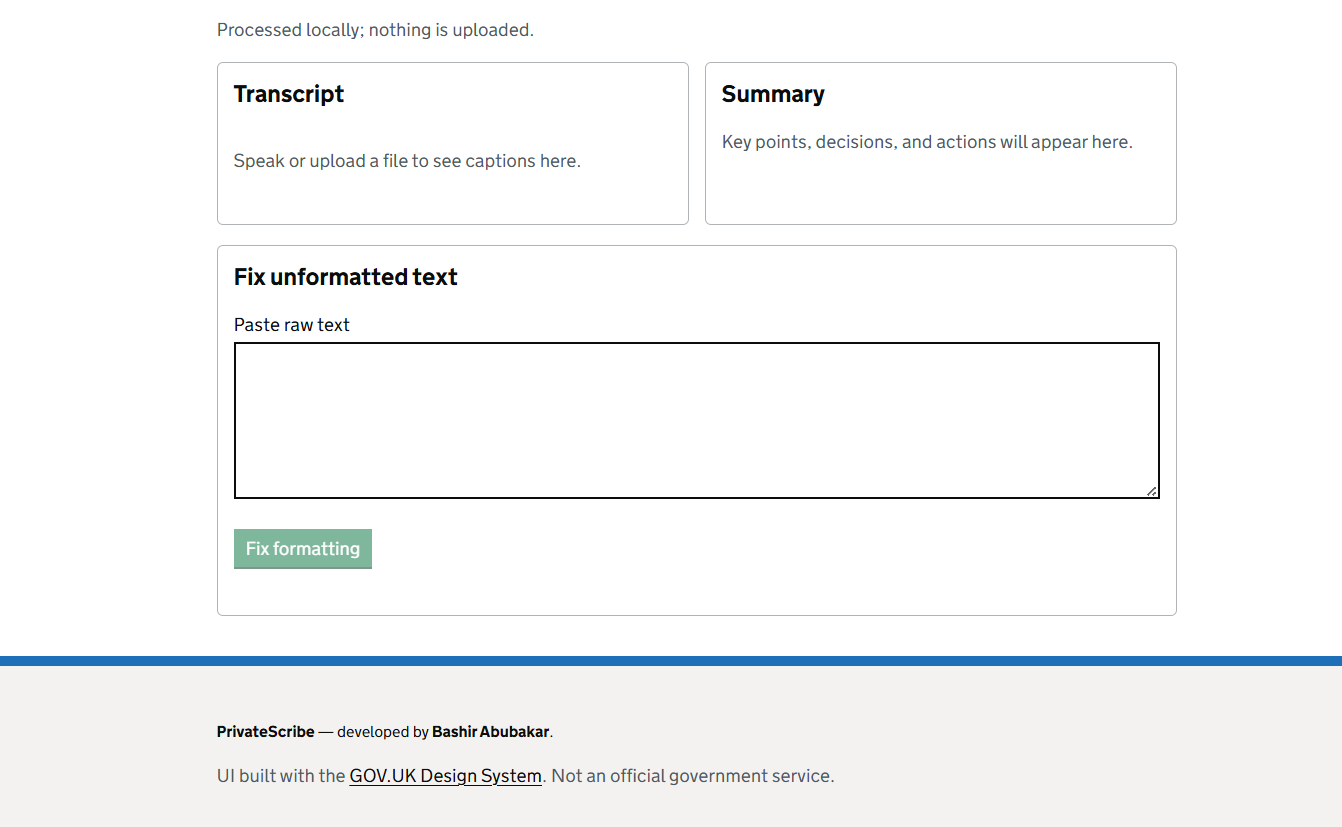 Processed locally; nothing is uploaded.
Transcript
Speak or upload a file to see captions here.
Summary
Key points, decisions, and actions will appear here.
Fix unformatted text
Paste raw text
Fix formatting
PrivateScribe — developed by Bashir Abubakar.
UI built with the GOV.UK Design System. Not an official government service.